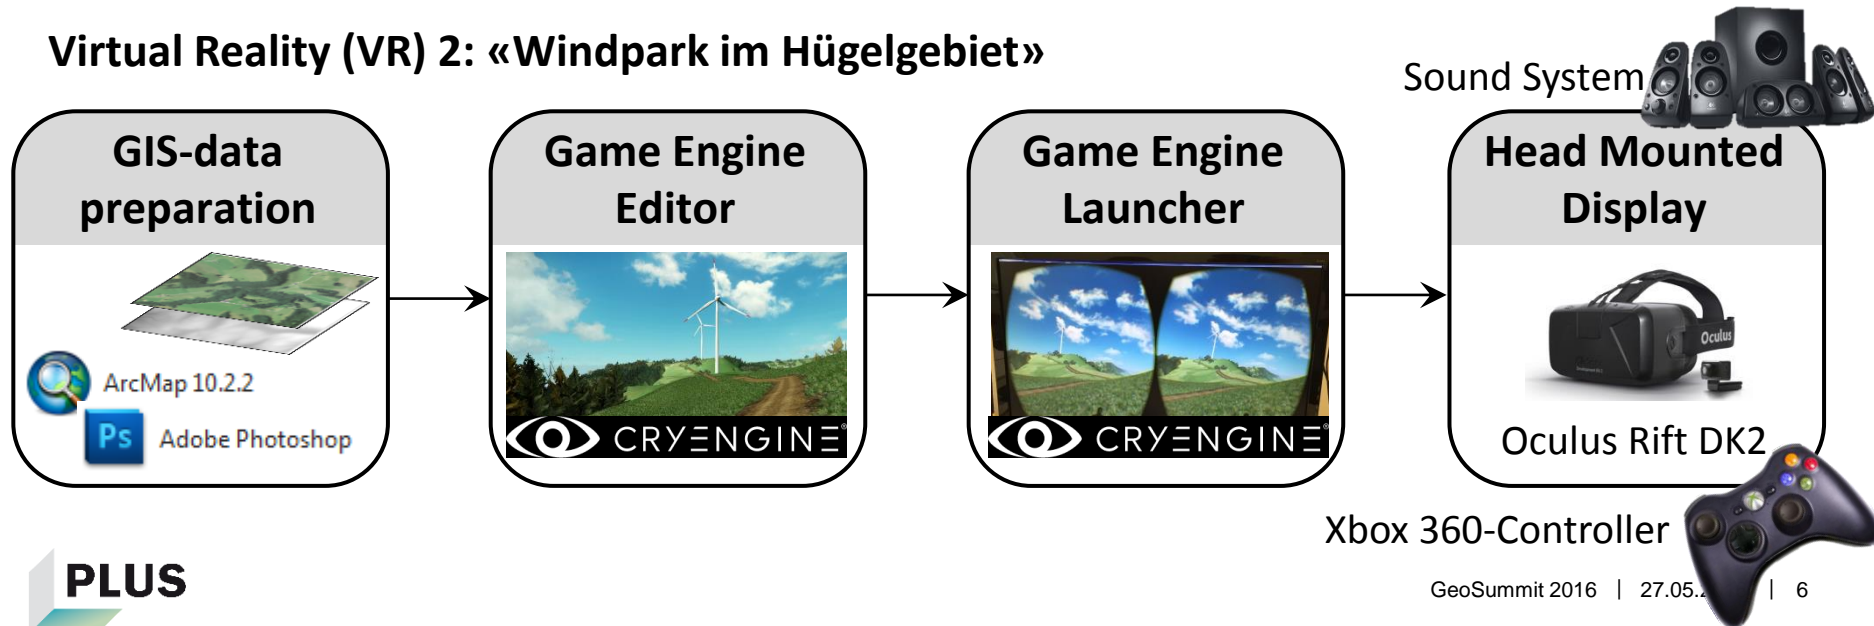 Virtual Reality (VR) 2: «Windpark im Hügelgebiet»
Sound System
GIS-data
preparation
ArcMap 10.2.2
Ps
Adobe Photoshop
Game Engine
Editor
CRYENGINE®
Game Engine
Launcher
CRYENGINE®
Head Mounted
Display
Oculus
Oculus Rift DK2
Xbox 360-Controller
PLUS
GeoSummit 2016 | 27.05. | 6